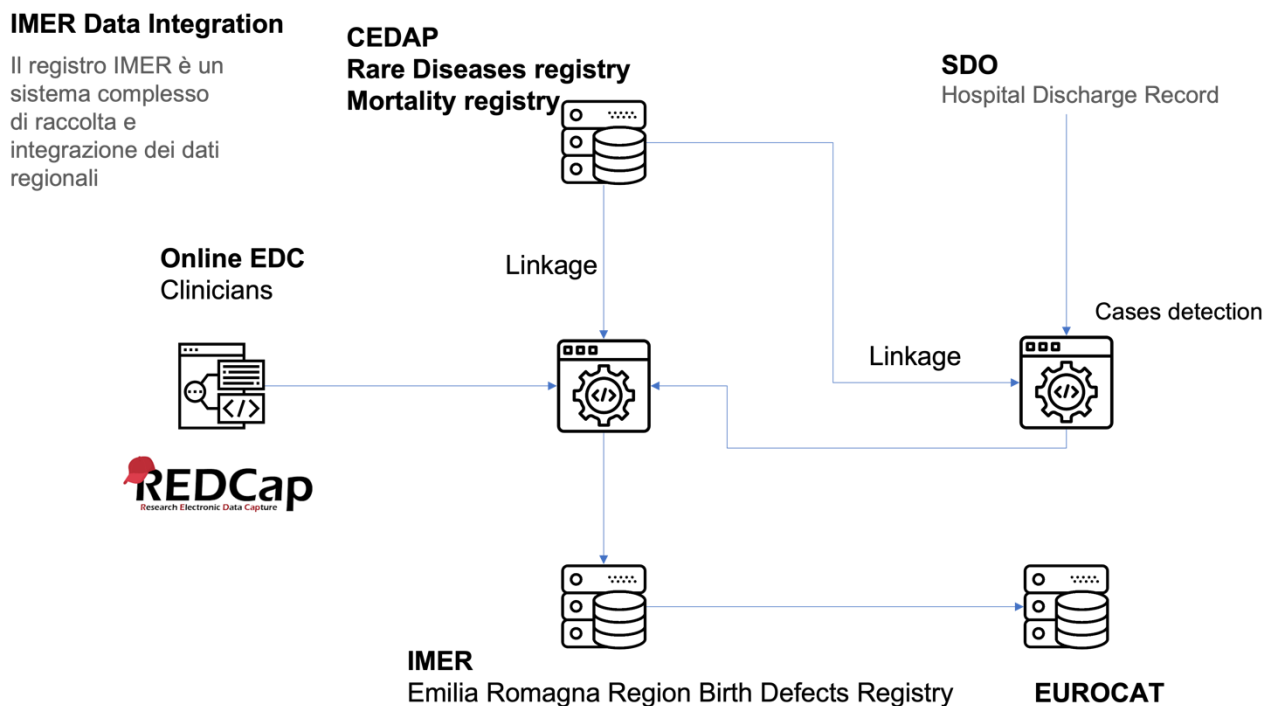 IMER Data Integration
Il registro IMER è un
sistema complesso
di raccolta e
integrazione dei dati
regionali
CEDAP
Rare Diseases registry
Mortality registry
SDO
Hospital Discharge Record
Online EDC
Clinicians
Linkage
Cases detection
Linkage
</>
</>
</>
REDCap
Research Electronic Data Capture
IMER
Emilia Romagna Region Birth Defects Registry
EUROCAT